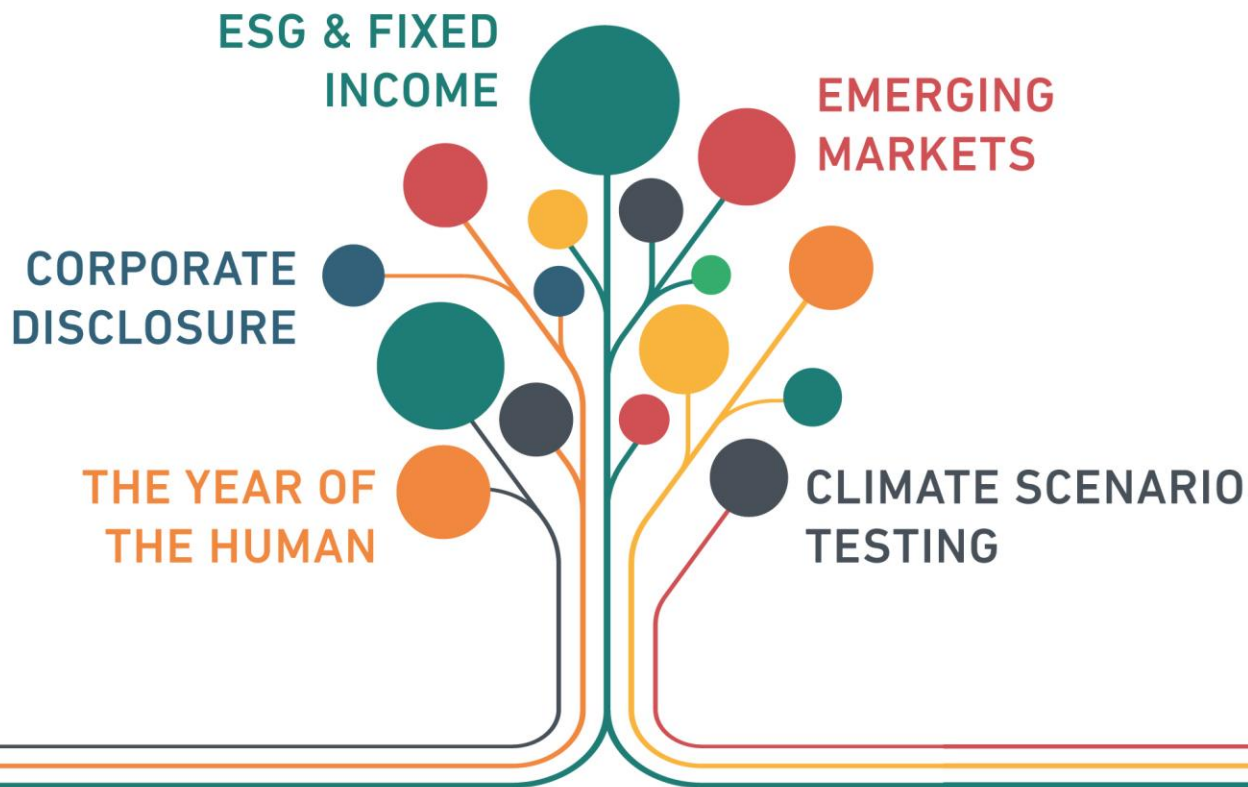 ESG & FIXED
INCOME
EMERGING
MARKETS
CORPORATE
DISCLOSURE
THE YEAR OF
THE HUMAN
CLIMATE SCENARIO
TESTING